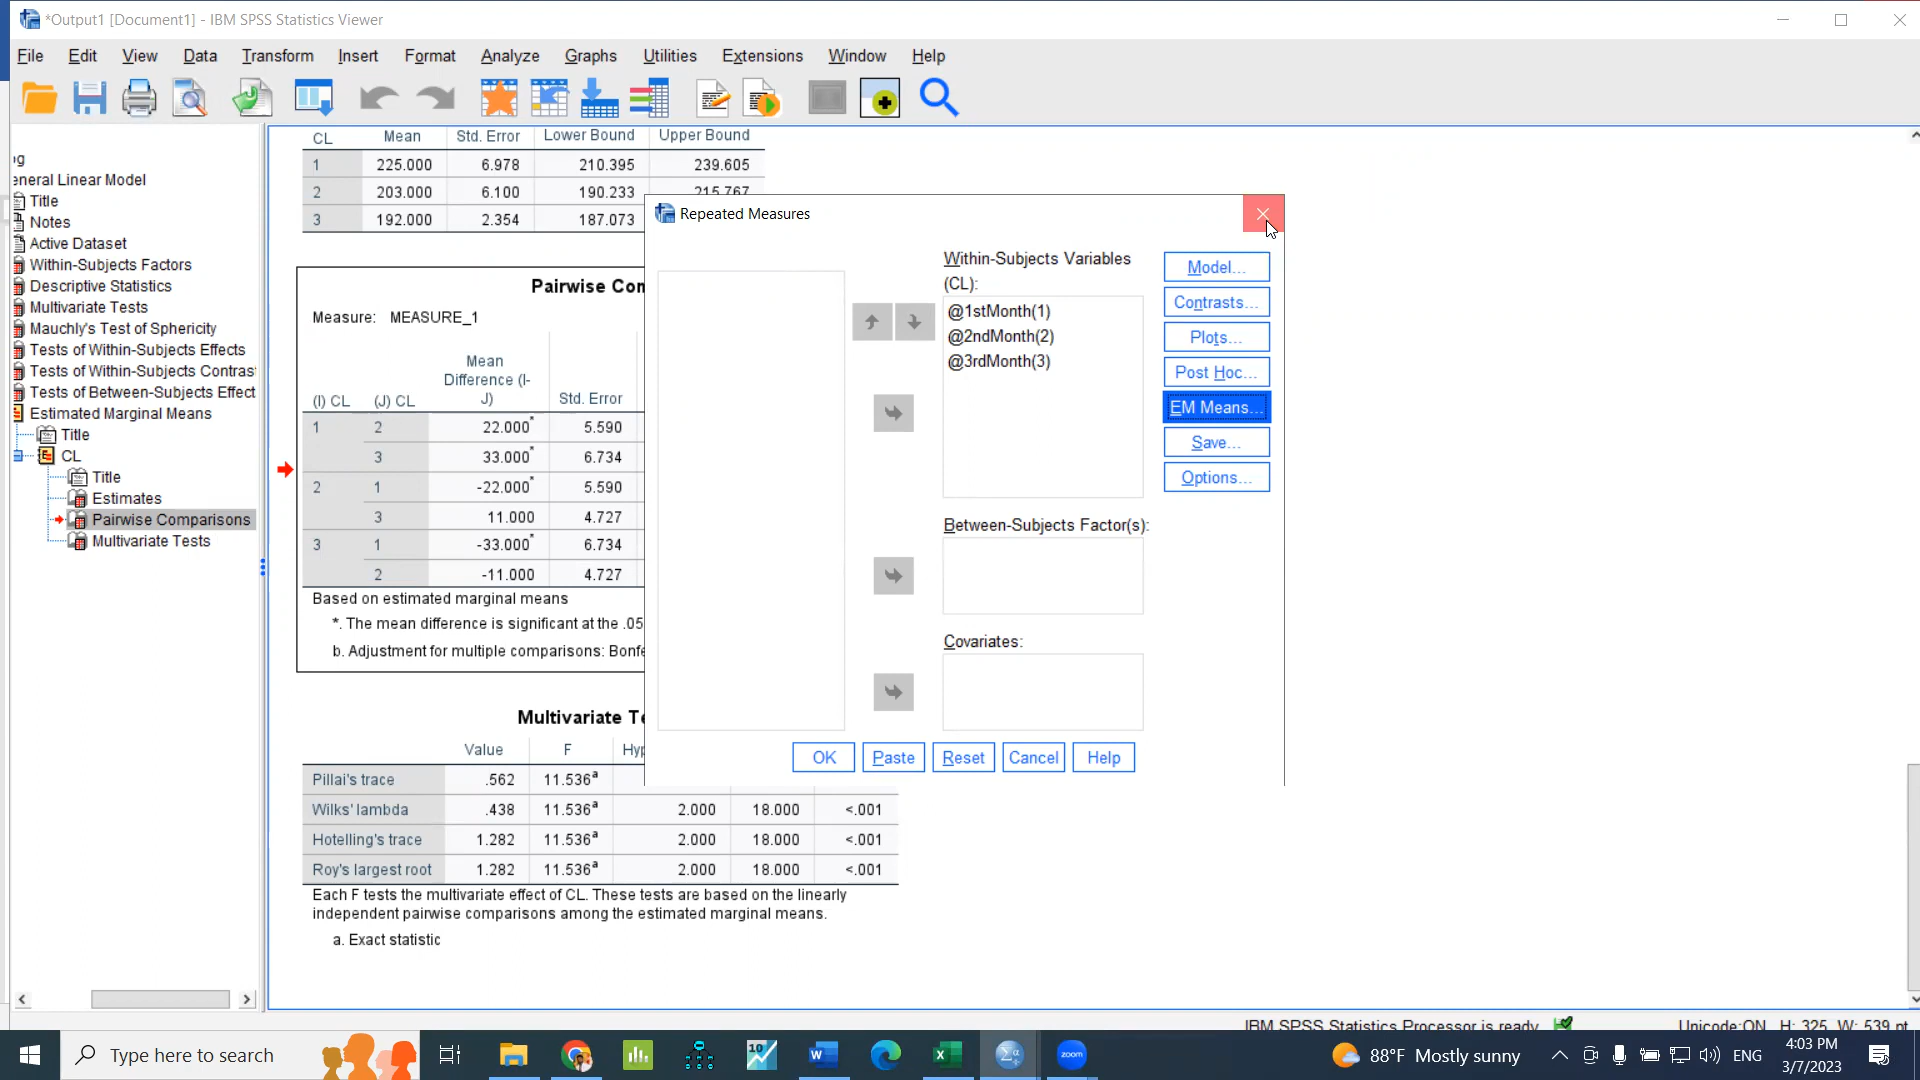 *Output1 [Document1] - IBM SPSS Statistics Viewer
File Edit View Data Transform Insert Format Analyze Graphs Utilities Extensions Window Help
eneral Linear Model
Title
Notes
Active Dataset
Within-Subjects Factors
Descriptive Statistics
Multivariate Tests
Mauchly's Test of Sphericity
Tests of Within-Subjects Effects
Tests of Within-Subjects Contras
Tests of Between-Subjects Effect
Estimated Marginal Means
Title
CL
Title
Estimates
Pairwise Comparisons
Multivariate Tests
CL Mean Std. Error Lower Bound Upper Bound
1 225.000 6.978 210.395 239.605
2 203.000 6.100 190.233 215.767
3 192.000 2.354 187.073
Pairwise Con
Measure: MEASURE_1
Mean
Difference (I-
(I) CL (J) CL J) Std. Error
1 2 22.000* 5.590
3 33.000* 6.734
2 1 -22.000* 5.590
3 11.000 4.727
3 1 -33.000* 6.734
2 -11.000 4.727
Based on estimated marginal means
*. The mean difference is significant at the .05
b. Adjustment for multiple comparisons: Bonfe
Multivariate Te
Value F Hyp
Pillai's trace .562 11.536a
Wilks' lambda .438 11.536a 2.000 18.000 <.001
Hotelling's trace 1.282 11.536a 2.000 18.000 <.001
Roy's largest root 1.282 11.536a 2.000 18.000 <.001
Each F tests the multivariate effect of CL. These tests are based on the linearly
independent pairwise comparisons among the estimated marginal means.
a. Exact statistic
Repeated Measures
Within-Subjects Variables
(CL):
@1stMonth(1)
@2ndMonth(2)
@3rdMonth(3)
Between-Subjects Factor(s):
Covariates:
Model...
Contrasts...
Plots...
Post Hoc...
EM Means...
Save...
Options...
OK Paste Reset Cancel Help
IBM SPSS Statistics Processor is ready Unicode:ON H: 325, W: 539 pt
Type here to search
10
zoom
88°F Mostly sunny
ENG
4:03 PM
3/7/2023